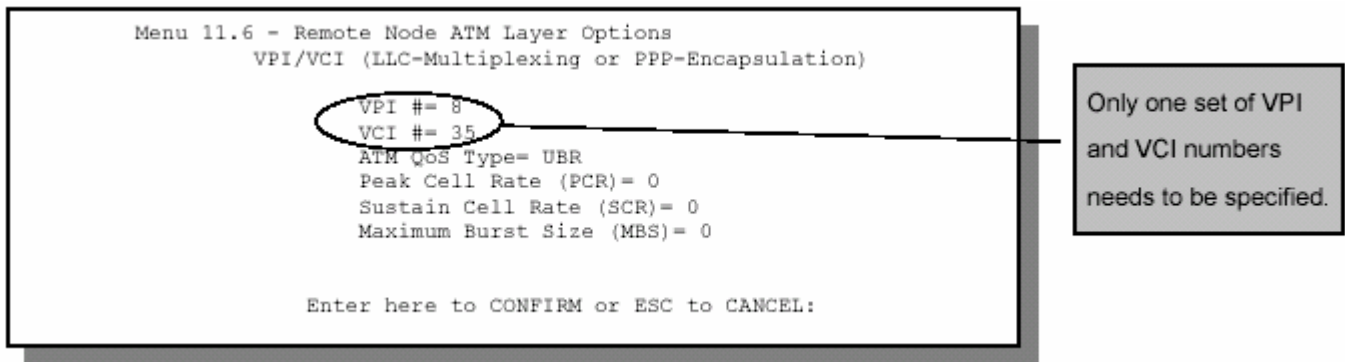 Menu 11.6 - Remote Node ATM Layer Options
VPI/VCI (LLC-Multiplexing or PPP-Encapsulation)
VPI #= 8
VCI #= 35
ATM QoS Type= UBR
Peak Cell Rate (PCR)= 0
Sustain Cell Rate (SCR)= 0
Maximum Burst Size (MBS)= 0
Enter here to CONFIRM or ESC to CANCEL:
Only one set of VPI
and VCI numbers
needs to be specified.